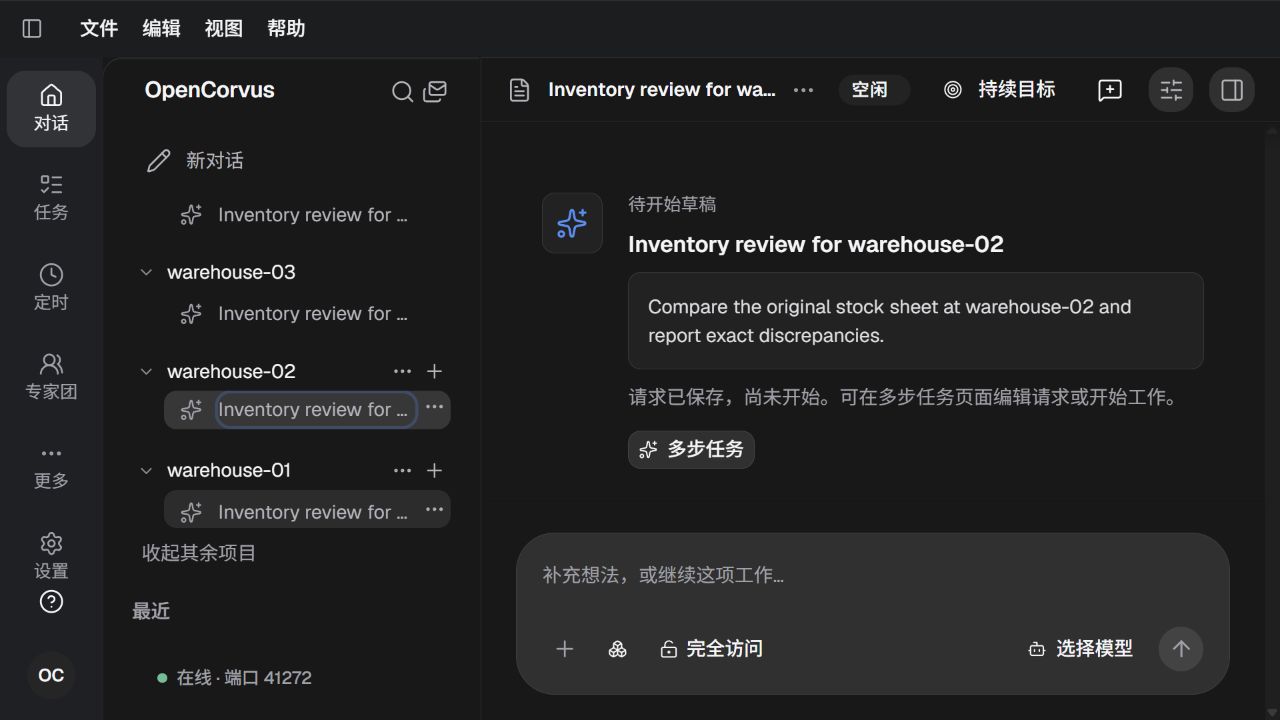 文件 编辑 视图 帮助
对话
任务
定时
专家团
更多
设置
OC
OpenCorvus
新对话
Inventory review for ...
warehouse-03
Inventory review for ...
warehouse-02
Inventory review for ...
warehouse-01
Inventory review for ...
收起其余项目
最近
在线 · 端口 41272
Inventory review for wa...
空闲
持续目标
待开始草稿
Inventory review for warehouse-02
Compare the original stock sheet at warehouse-02 and
report exact discrepancies.
请求已保存，尚未开始。可在多步任务页面编辑请求或开始工作。
多步任务
补充想法，或继续这项工作...
完全访问
选择模型